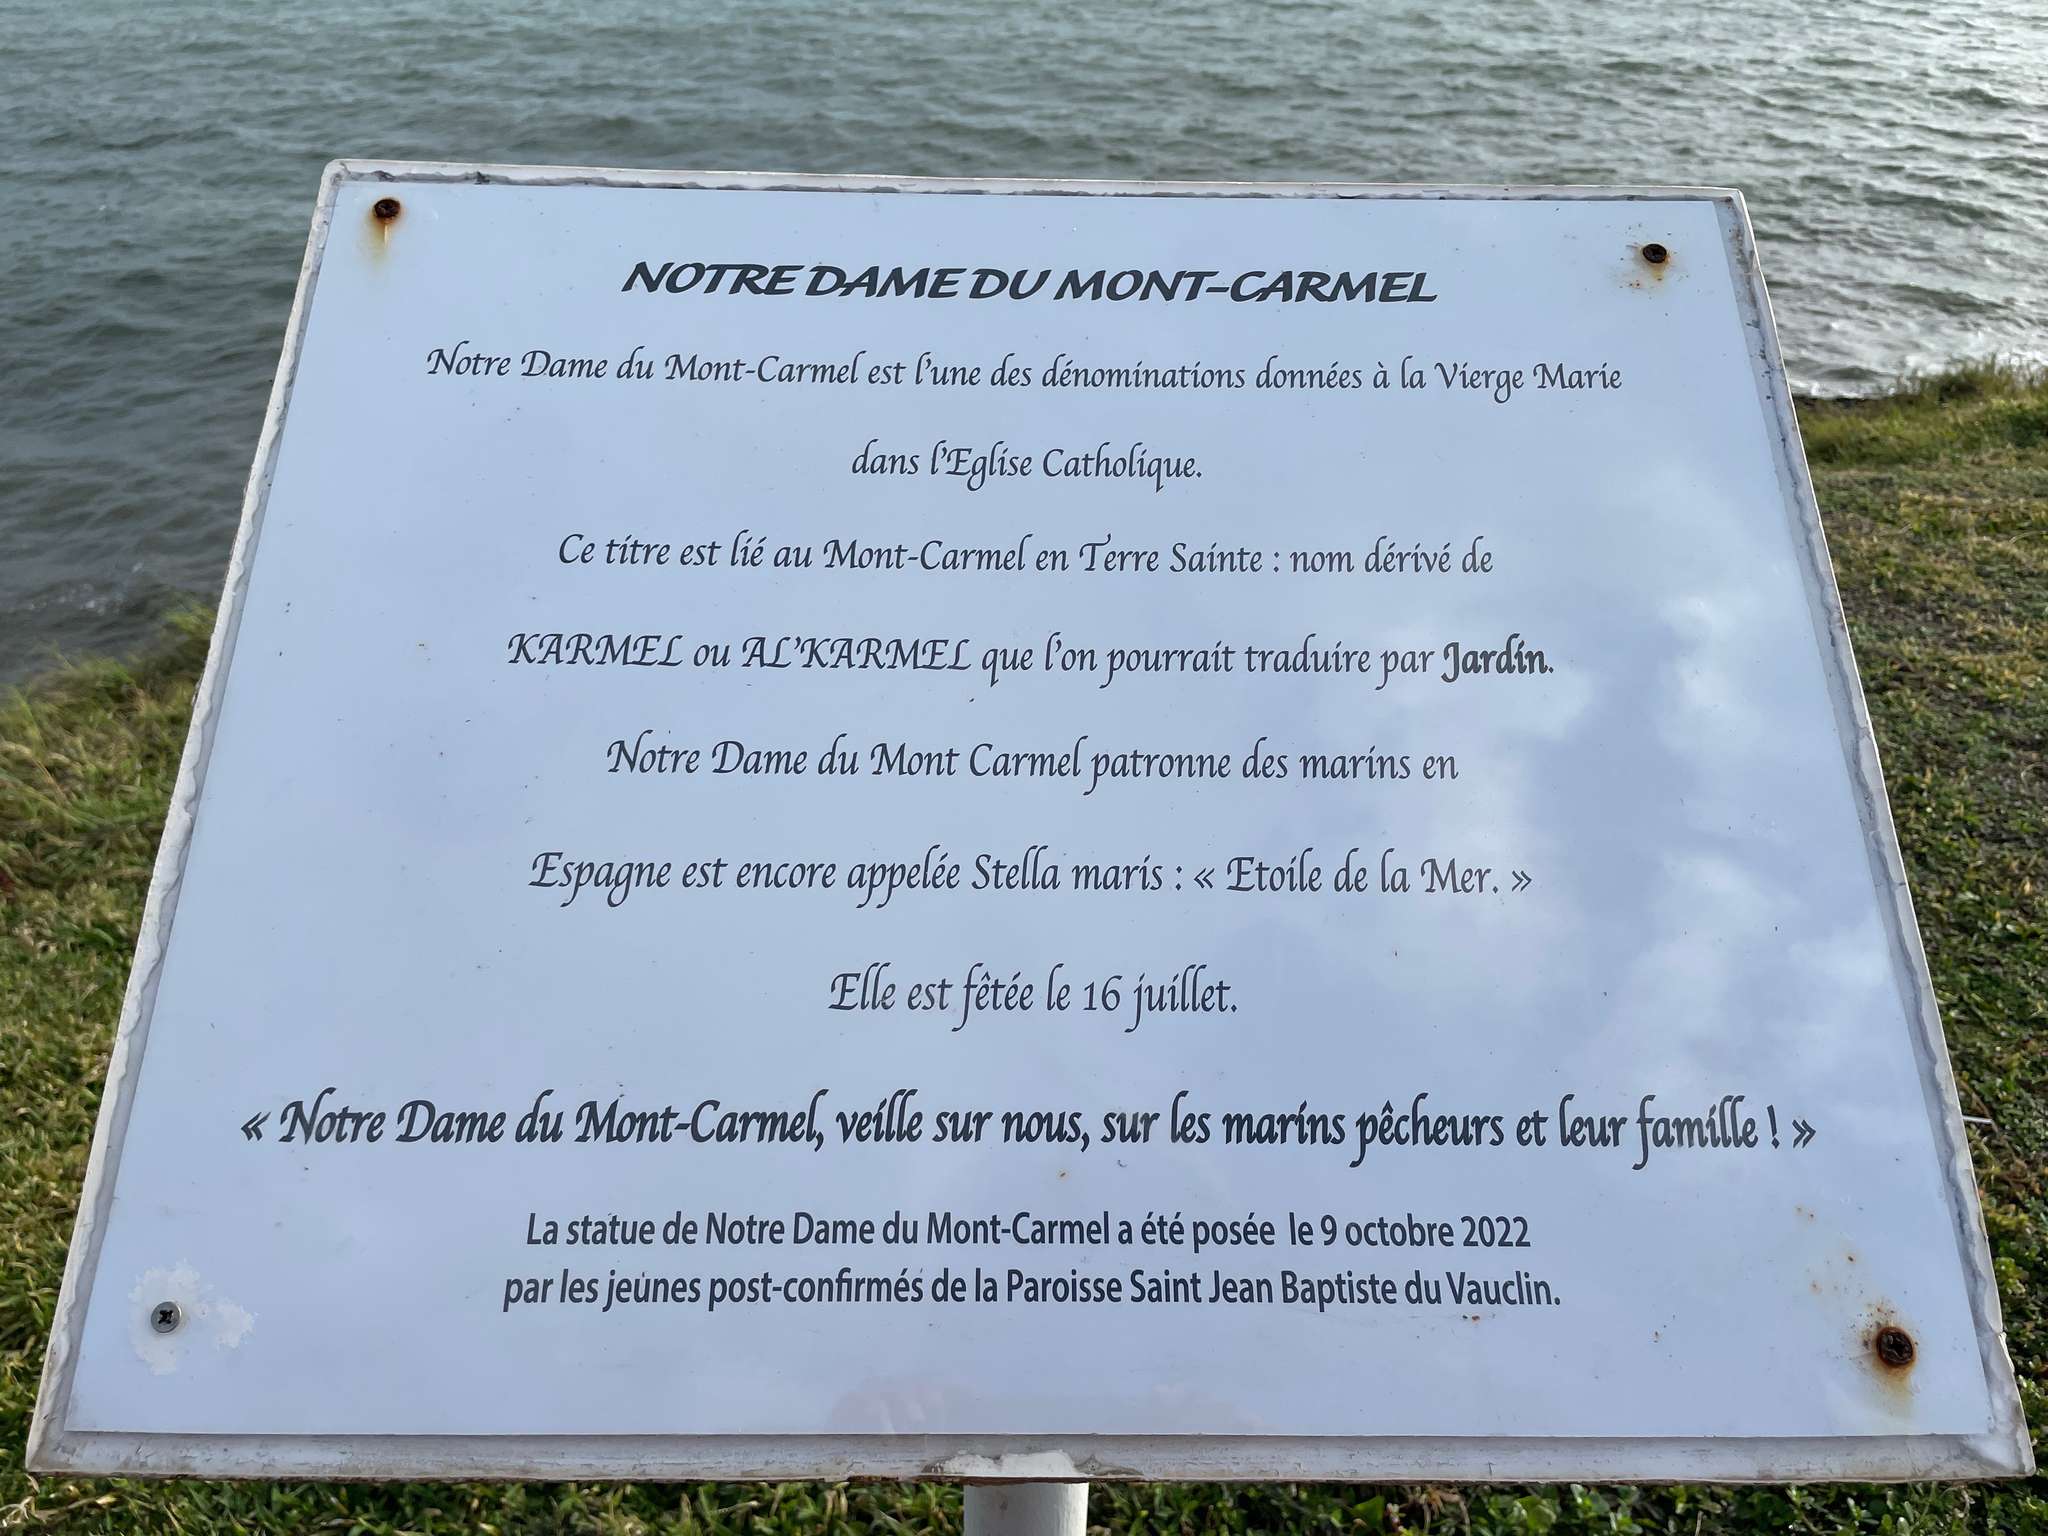 NOTRE DAME DU MONT-CARMEL
Notre Dame du Mont-Carmel est l'une des dénominations données à la Vierge Marie
dans l'Eglise Catholique.
Ce titre est lié au Mont-Carmel en Terre Sainte : nom dérivé de
KARMEL ou AL'KARMEL que l'on pourrait traduire par Jardin.
Notre Dame du Mont Carmel patronne des marins en
Espagne est encore appelée Stella maris : « Etoile de la Mer. »
Elle est fêtée le 16 juillet.
« Notre Dame du Mont-Carmel, veille sur nous, sur les marins pêcheurs et leur famille ! »
La statue de Notre Dame du Mont-Carmel a été posée le 9 octobre 2022
par les jeunes post-confirmés de la Paroisse Saint Jean Baptiste du Vauclin.